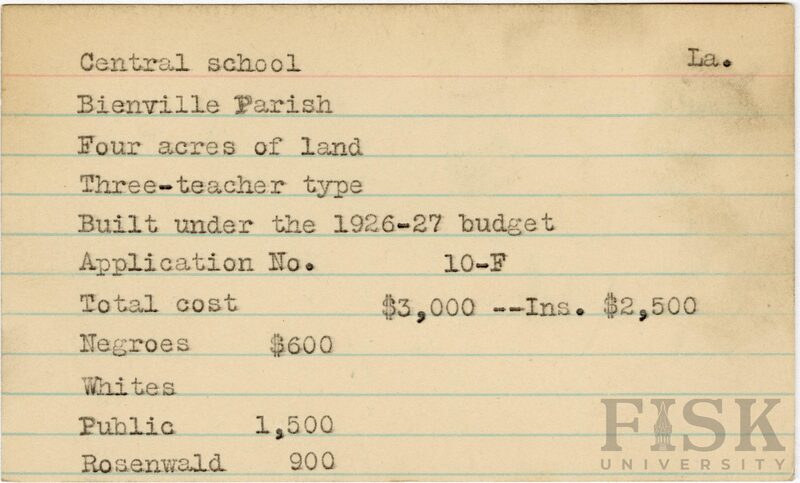 Central school La.
Bienville Parish
Four acres of land
Three-teacher type
Built under the 1926-27 budget
Application No. 10-F
Total cost $3,000 --Ins. $2,500
Negroes $600
Whites
Public 1,500
Rosenwald 900
FISK
UNIVERSITY